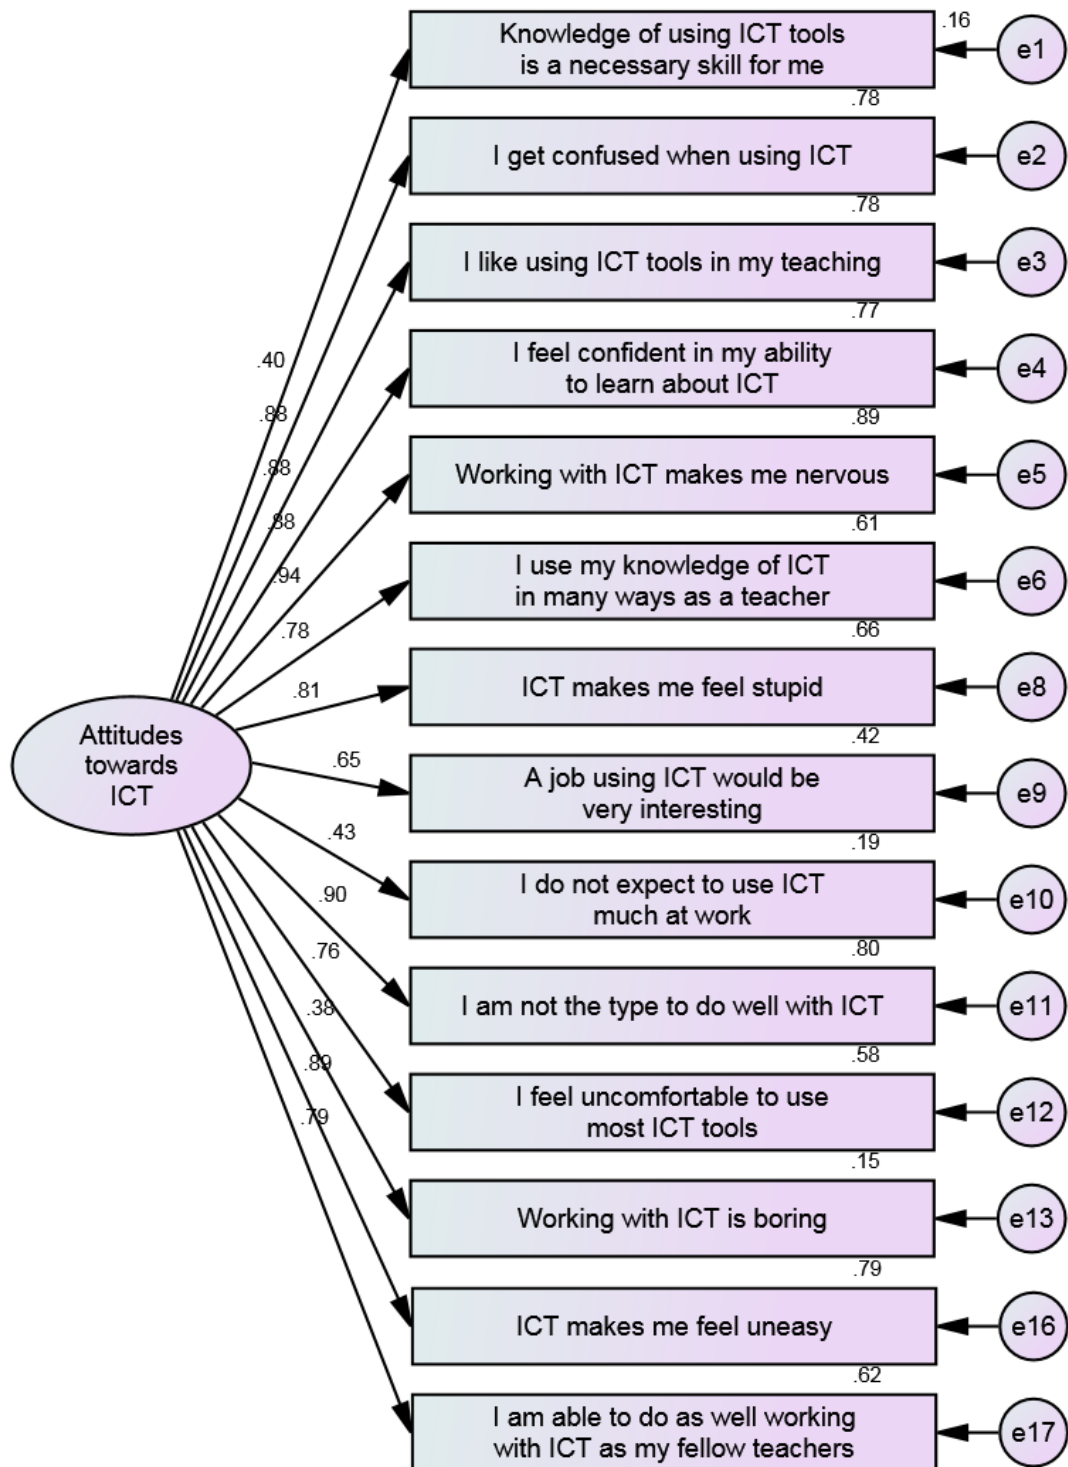 .16
Knowledge of using ICT tools
is a necessary skill for me
e1
.78
I get confused when using ICT
e2
.78
I like using ICT tools in my teaching
e3
.77
I feel confident in my ability
to learn about ICT
e4
.89
Working with ICT makes me nervous
e5
.61
I use my knowledge of ICT
in many ways as a teacher
e6
.66
ICT makes me feel stupid
e8
.42
A job using ICT would be
very interesting
e9
.19
I do not expect to use ICT
much at work
e10
.80
I am not the type to do well with ICT
e11
.58
I feel uncomfortable to use
most ICT tools
e12
.15
Working with ICT is boring
e13
.79
ICT makes me feel uneasy
e16
.62
I am able to do as well working
with ICT as my fellow teachers
e17
.40
.88
.88
.88
.94
.78
.81
.65
.43
.90
.76
.38
.89
.79
Attitudes
towards
ICT